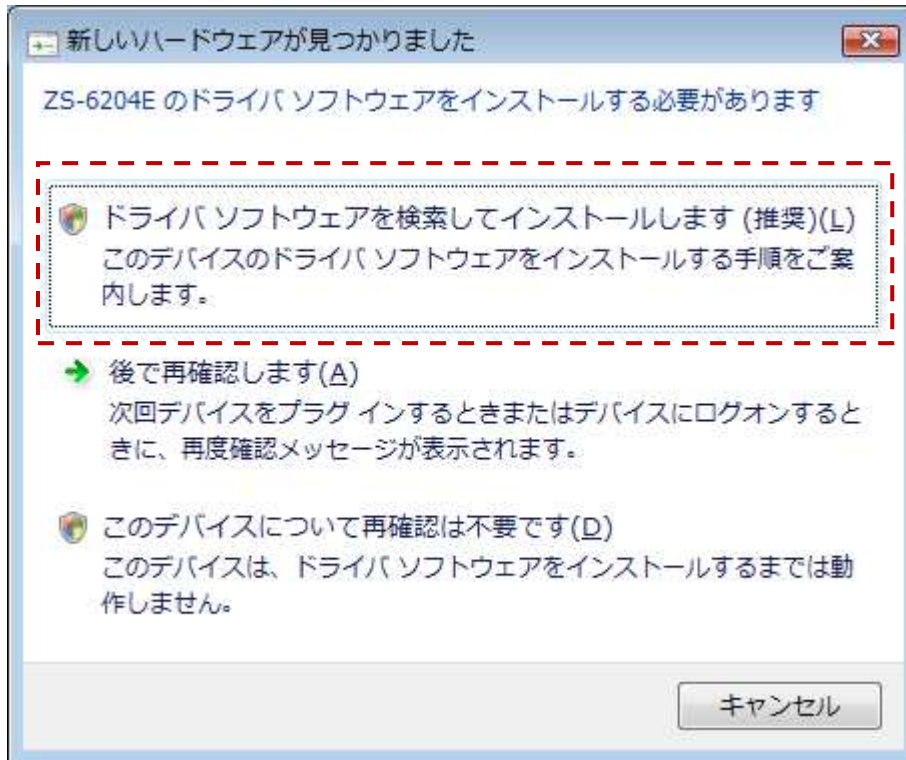 新しいハードウェアが見つかりました
ZS-6204E のドライバ ソフトウェアをインストールする必要があります
ドライバ ソフトウェアを検索してインストールします (推奨)(L)
このデバイスのドライバ ソフトウェアをインストールする手順をご案
内します。
後で再確認します(A)
次回デバイスをプラグ インするときまたはデバイスにログオンすると
きに、再度確認メッセージが表示されます。
このデバイスについて再確認は不要です(D)
このデバイスは、ドライバ ソフトウェアをインストールするまでは動
作しません。
キャンセル